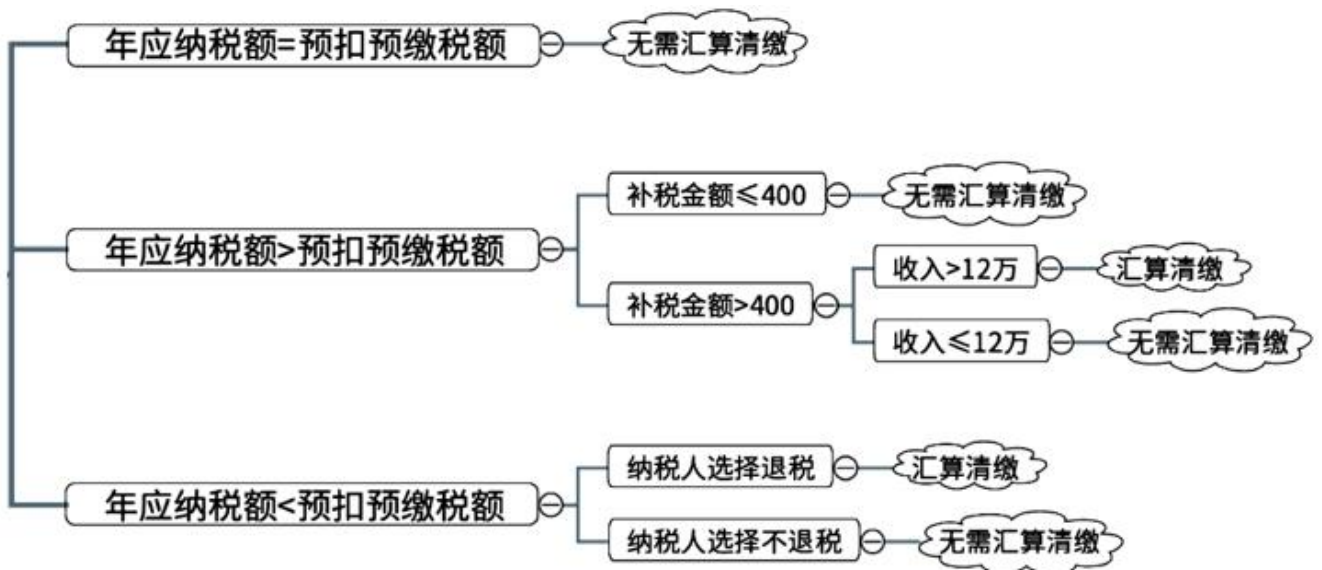 年应纳税额=预扣预缴税额
无需汇算清缴
年应纳税额>预扣预缴税额
补税金额≤400
无需汇算清缴
补税金额>400
收入>12万
汇算清缴
收入≤12万
无需汇算清缴
年应纳税额<预扣预缴税额
纳税人选择退税
汇算清缴
纳税人选择不退税
无需汇算清缴